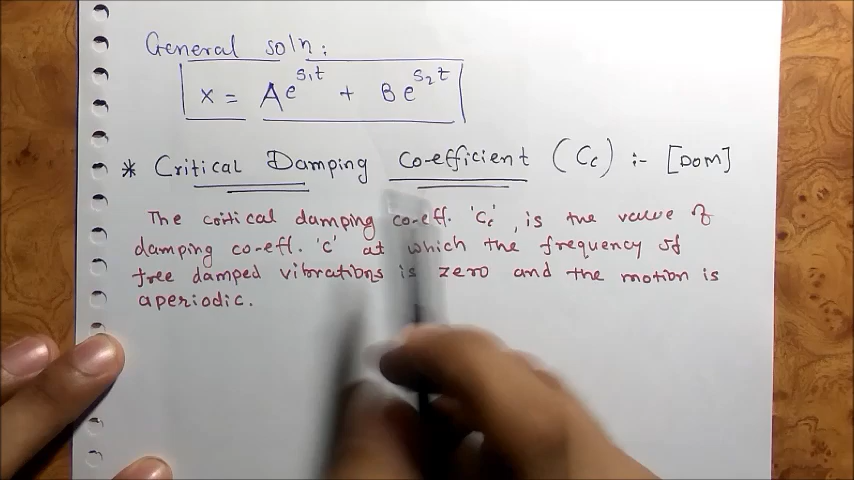 General soln:
x = Ae^{s₁t} + Be^{s₂t}
* Critical Damping Co-efficient (Cc) :- [DOM]
The critical damping co-eff. 'Cc', is the value of
damping co-eff. 'c' at which the frequency of
free damped vibrations is zero and the motion is
aperiodic.